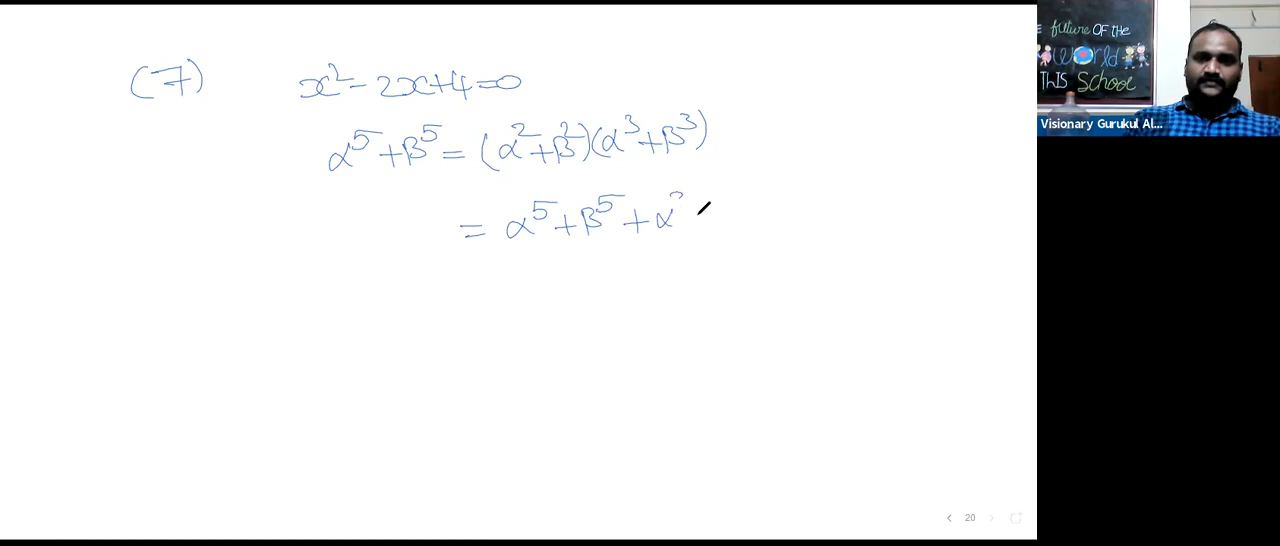 (7) x² - 2x + 4 = 0
α⁵ + β⁵ = (α² + β²)(α³ + β³)
= α⁵ + β⁵ + α²
future OF the
World
THIS School
Visionary Gurukul Al...
20